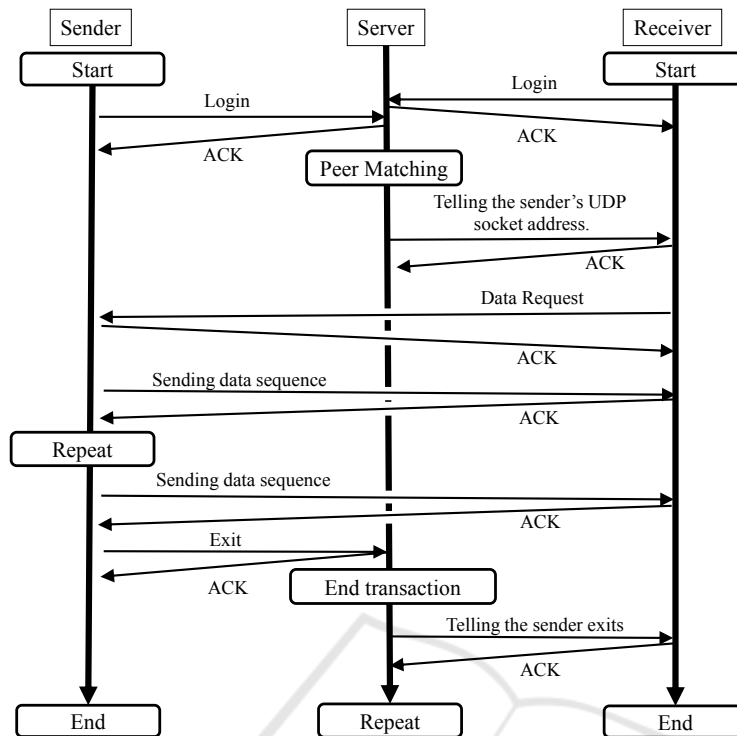 Sender
Server
Receiver
Start
Start
Login
Login
ACK
ACK
Peer Matching
Telling the sender’s UDP
socket address.
ACK
Data Request
ACK
Sending data sequence
ACK
Repeat
Sending data sequence
ACK
Exit
ACK
End transaction
Telling the sender exits
ACK
End
Repeat
End